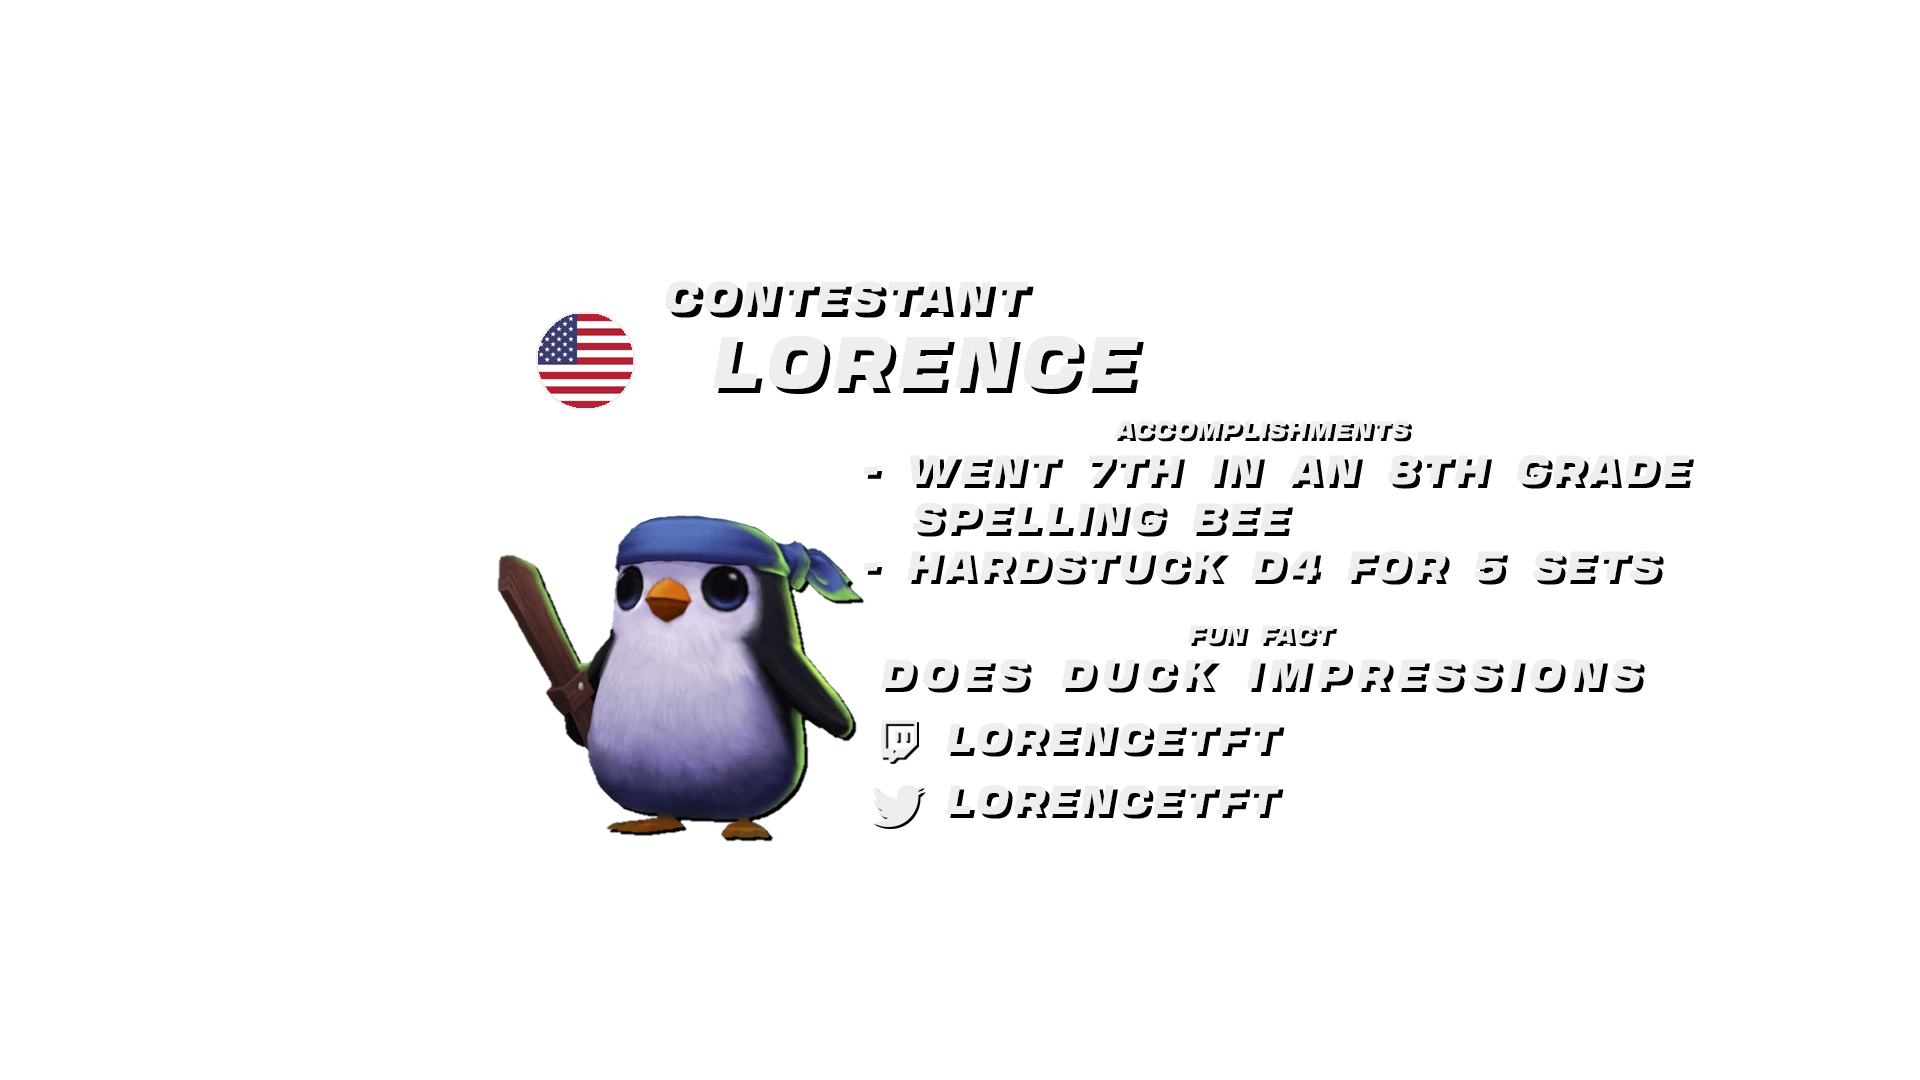 CONTESTANT
LORENCE
ACCOMPLISHMENTS
- WENT 7TH IN AN 8TH GRADE
SPELLING BEE
- HARDSTUCK D4 FOR 5 SETS
FUN FACT
DOES DUCK IMPRESSIONS
LORENCETFT
LORENCETFT